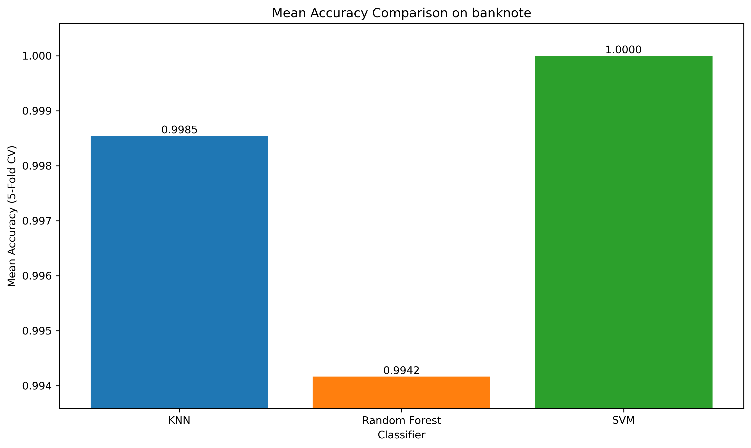 Mean Accuracy Comparison on banknote
Mean Accuracy (5-Fold CV)
1.000
0.999
0.998
0.997
0.996
0.995
0.994
0.9985
0.9942
1.0000
KNN
Random Forest
SVM
Classifier